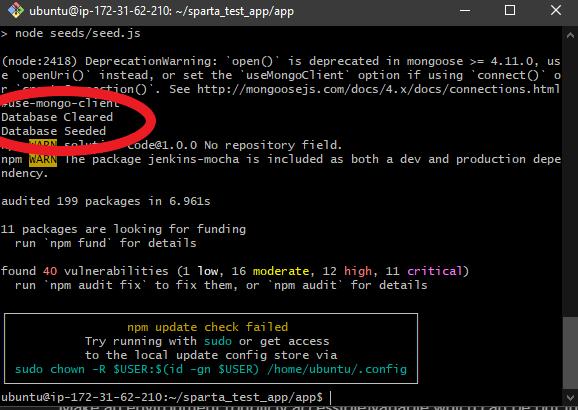 ubuntu@ip-172-31-62-210: ~/sparta_test_app/app
> node seeds/seed.js
(node:2418) DeprecationWarning: `open()` is deprecated in mongoose >= 4.11.0, us
e `openUri()` instead, or set the `useMongoClient` option if using `connect()` o
r `createConnection()`. See http://mongoosejs.com/docs/4.x/docs/connections.html
#use-mongo-client
Database Cleared
Database Seeded
npm WARN solution-code@1.0.0 No repository field.
npm WARN The package jenkins-mocha is included as both a dev and production depe
ndency.
audited 199 packages in 6.961s
11 packages are looking for funding
run `npm fund` for details
found 40 vulnerabilities (1 low, 16 moderate, 12 high, 11 critical)
run `npm audit fix` to fix them, or `npm audit` for details
npm update check failed
Try running with sudo or get access
to the local update config store via
sudo chown -R $USER:$(id -gn $USER) /home/ubuntu/.config
ubuntu@ip-172-31-62-210:~/sparta_test_app/app$